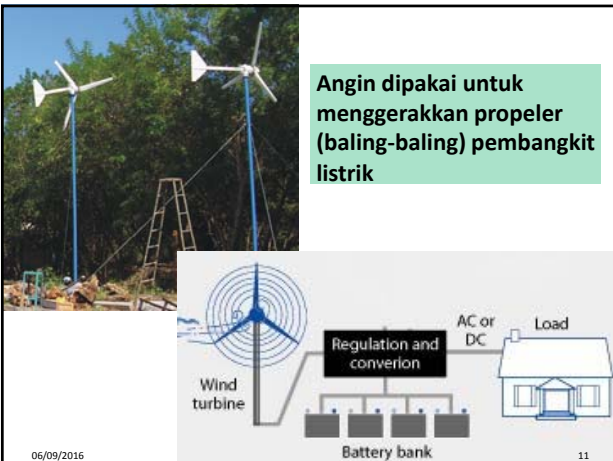 Angin dipakai untuk
menggerakkan propeler
(baling-baling) pembangkit
listrik
Wind
turbine
Regulation and
converion
AC or
DC
Load
Battery bank
06/09/2016
11